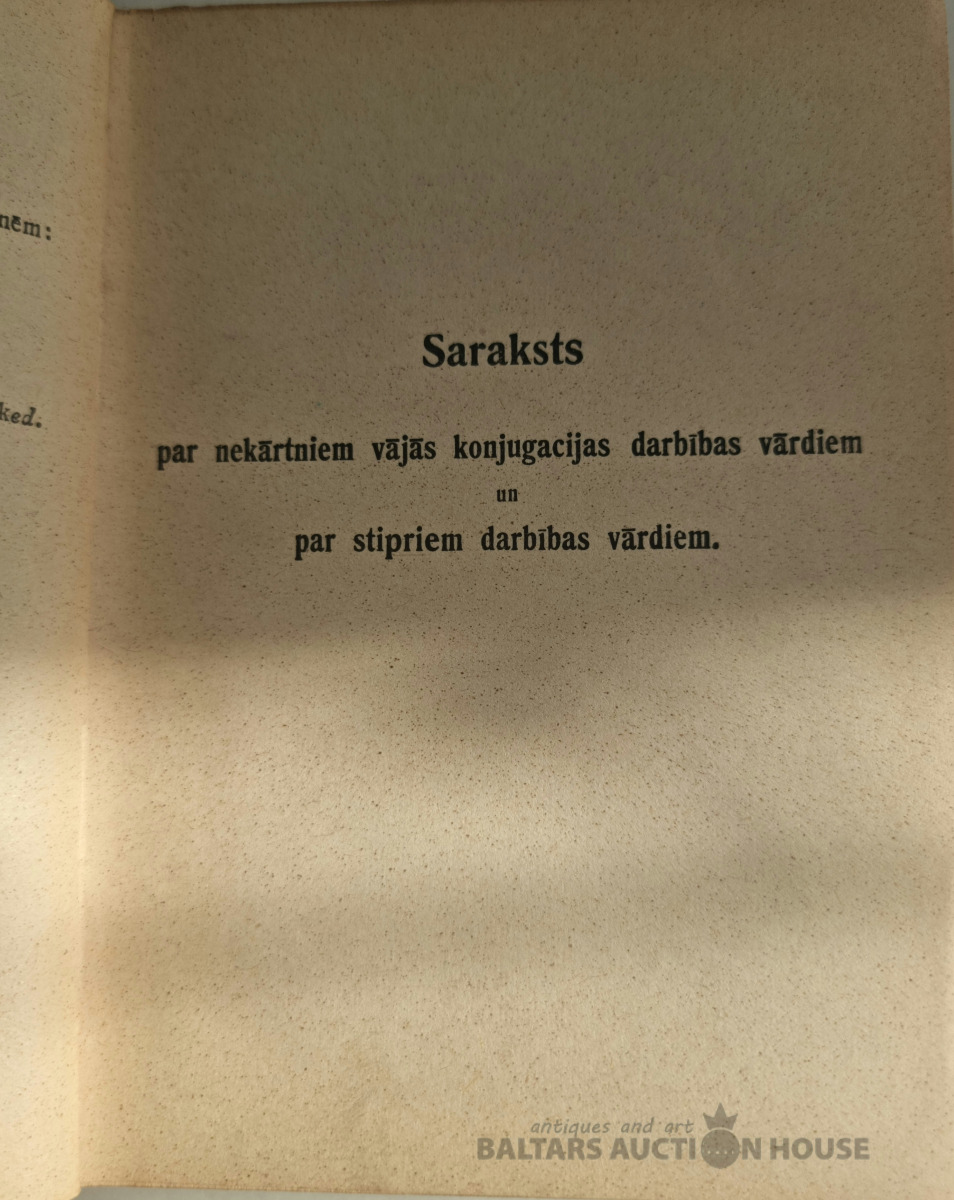 nēm:
ked.
Saraksts
par nekārtniem vājās konjugacijas darbības vārdiem
un
par stipriem darbības vārdiem.
antiques and art
BALTARS AUCTION HOUSE